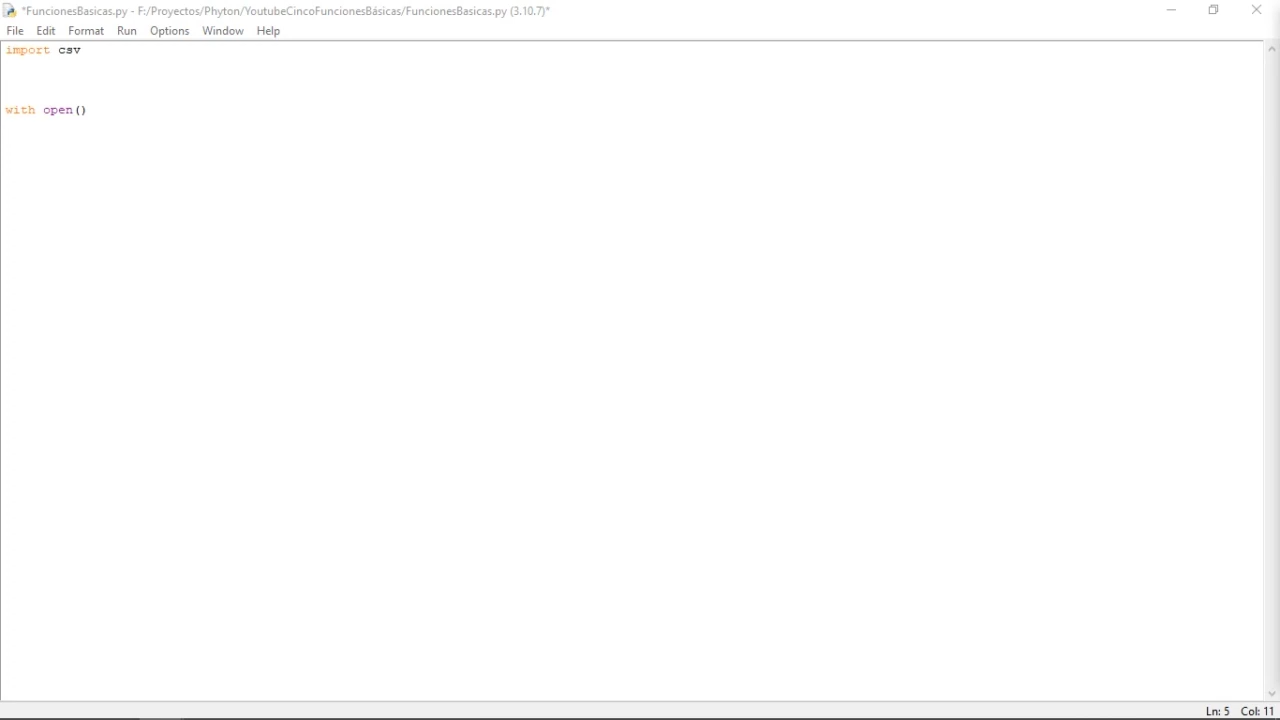 *FuncionesBasicas.py - F:/Proyectos/Phyton/YoutubeCincoFuncionesBásicas/FuncionesBasicas.py (3.10.7)*
File Edit Format Run Options Window Help
import csv
with open()
Ln: 5 Col: 11